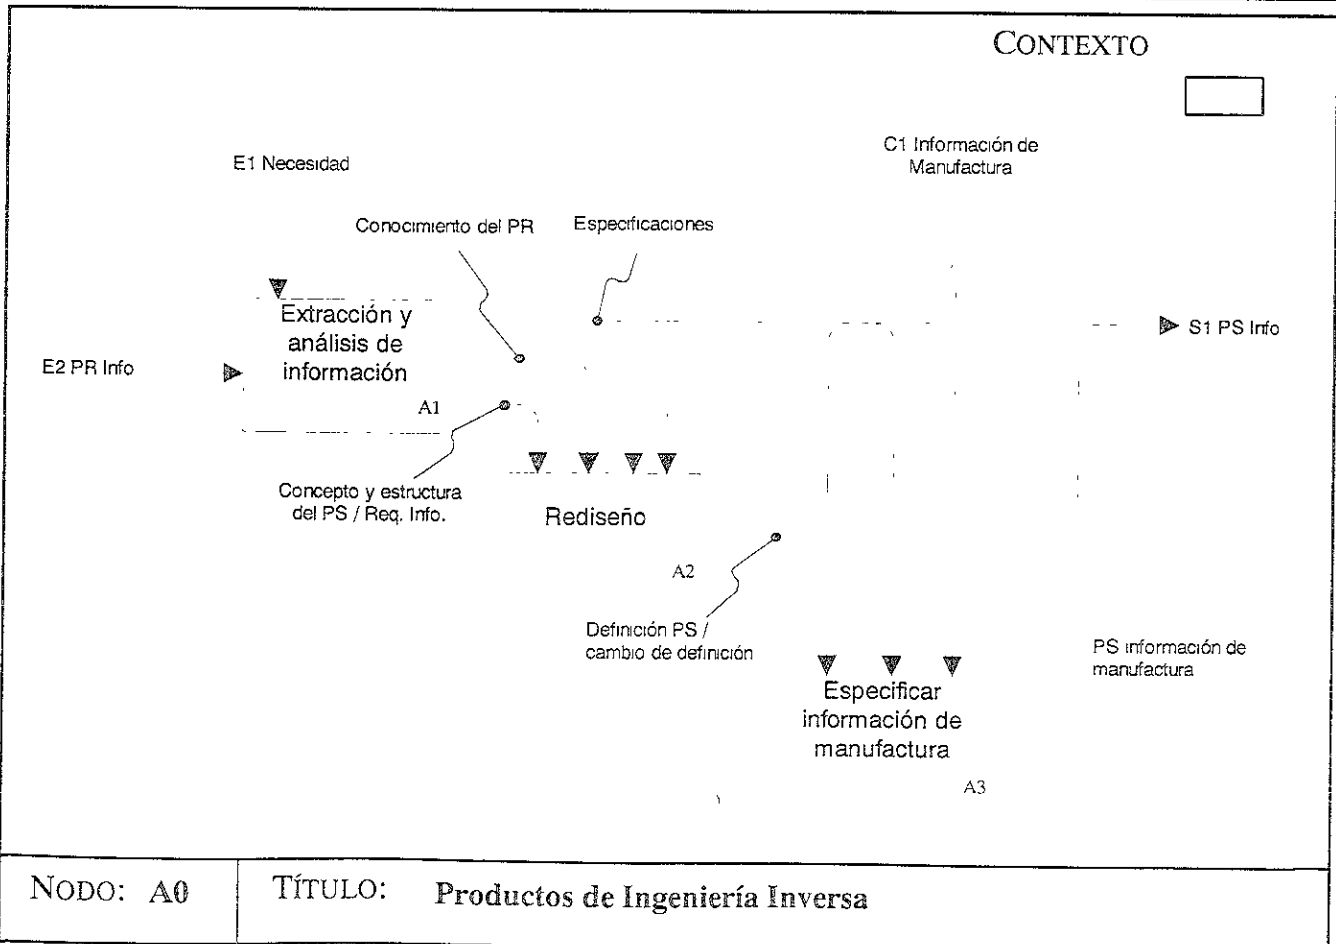 CONTEXTO
C1 Información de
Manufactura
E1 Necesidad
Conocimiento del PR
Especificaciones
Extracción y
análisis de
información
A1
S1 PS Info
E2 PR Info
Concepto y estructura
del PS / Req. Info.
Rediseño
A2
Definición PS /
cambio de definición
PS información de
manufactura
Especificar
información de
manufactura
A3
NODO: A0
TÍTULO: Productos de Ingeniería Inversa